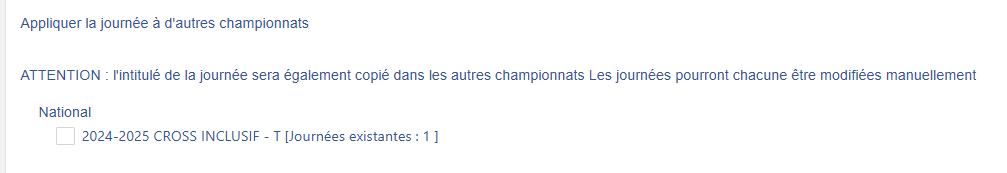 Appliquer la journée à d'autres championnats
ATTENTION : l'intitulé de la journée sera également copié dans les autres championnats Les journées pourront chacune être modifiées manuellement
National
2024-2025 CROSS INCLUSIF - T [Journées existantes : 1 ]